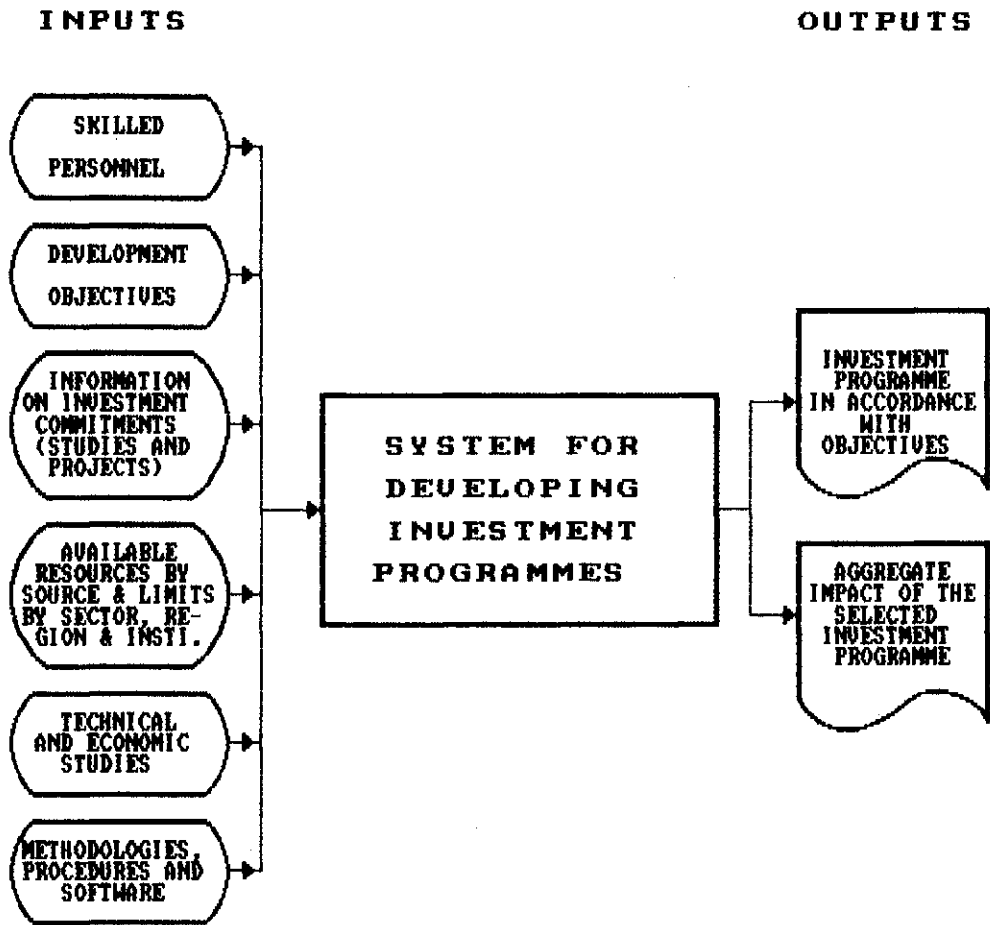 INPUTS
OUTPUTS
SKILLED
PERSONNEL
DEVELOPMENT
OBJECTIVES
INFORMATION
ON INVESTMENT
COMMITMENTS
(STUDIES AND
PROJECTS)
AVAILABLE
RESOURCES BY
SOURCE & LIMITS
BY SECTOR, RE-
GION & INSTI.
TECHNICAL
AND ECONOMIC
STUDIES
METHODOLOGIES,
PROCEDURES AND
SOFTWARE
SYSTEM FOR
DEVELOPING
INVESTMENT
PROGRAMMES
INVESTMENT
PROGRAMME
IN ACCORDANCE
WITH
OBJECTIVES
AGGREGATE
IMPACT OF THE
SELECTED
INVESTMENT
PROGRAMME